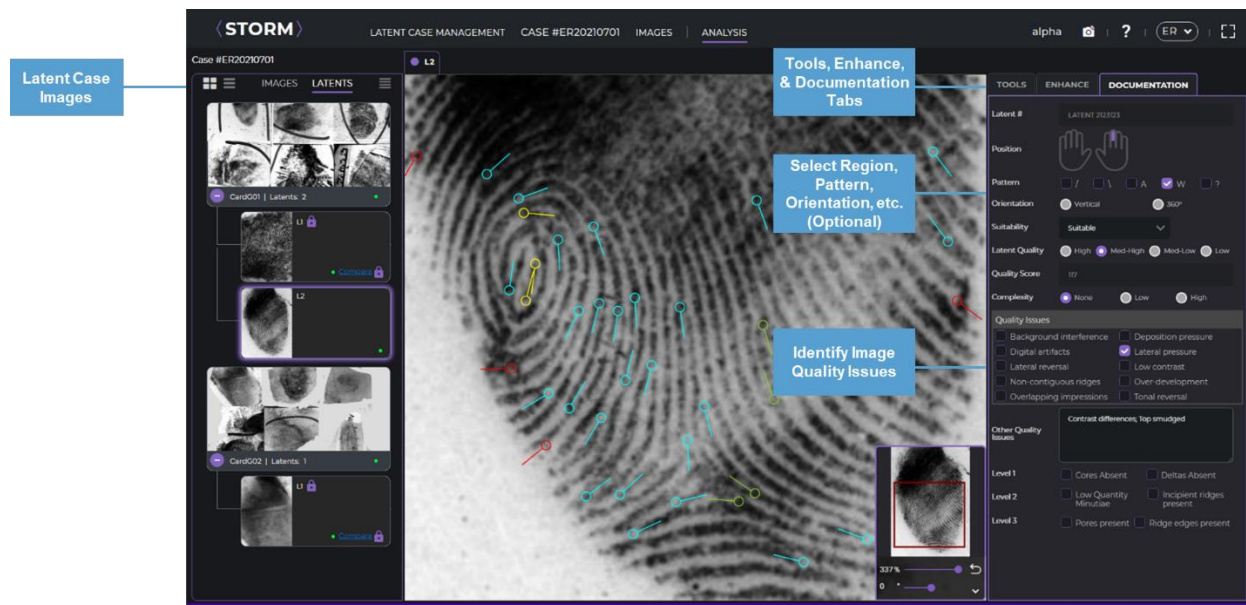 STORM
LATENT CASE MANAGEMENT CASE #ER20210701 IMAGES | ANALYSIS
alpha ? ER
Case #ER20210701
Latent Case
Images
IMAGES LATENTS
CardG01 | Latents: 2
L1
Compare
L2
CardG02 | Latents: 1
L1
Compare
L2
Tools, Enhance,
& Documentation
Tabs
Select Region,
Pattern,
Orientation, etc.
(Optional)
Identify Image
Quality Issues
337%
0 °
TOOLS ENHANCE DOCUMENTATION
Latent # LATENT 2123123
Position
Pattern / \ A W ?
Orientation Vertical 360°
Suitability Suitable
Latent Quality High Med-High Med-Low Low
Quality Score
Complexity None Low High
Quality Issues
Background interference Deposition pressure
Digital artifacts Lateral pressure
Lateral reversal Low contrast
Non-contiguous ridges Over-development
Overlapping impressions Tonal reversal
Other Quality
Issues
Contrast differences; Top smudged
Level 1 Cores Absent Deltas Absent
Level 2 Low Quantity
Minutiae
Incipient ridges
present
Level 3 Pores present Ridge edges present